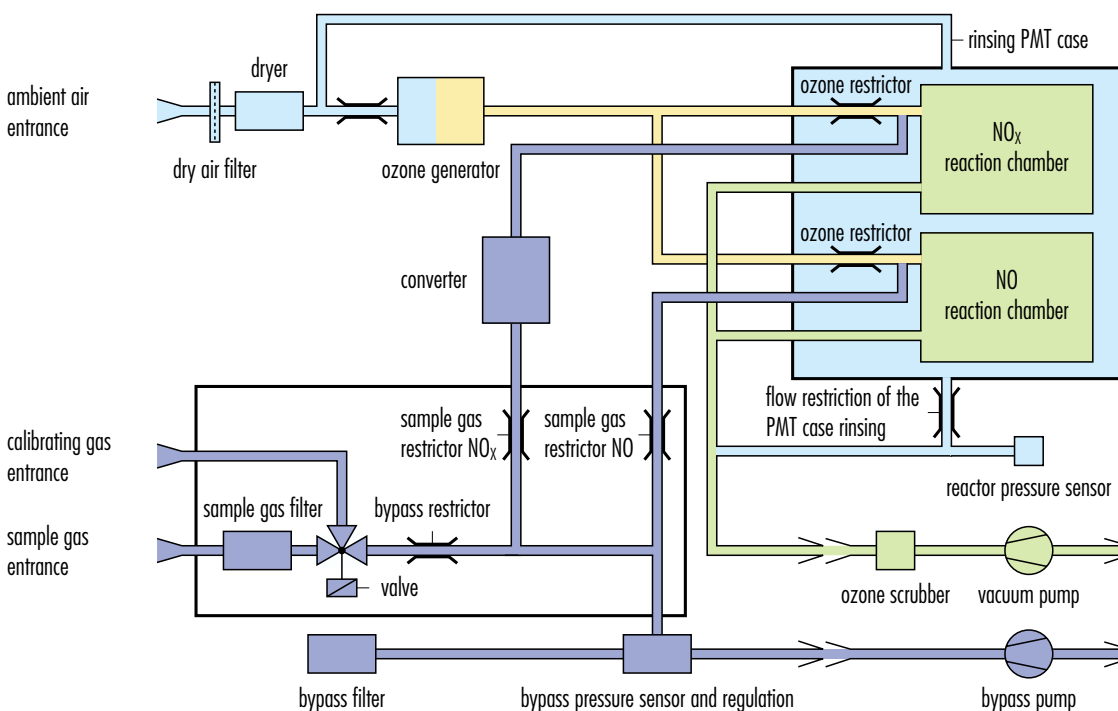 rinsing PMT case
dryer
ambient air
entrance
ozone restrictor
NOX
reaction chamber
dry air filter
ozone generator
ozone restrictor
converter
NO
reaction chamber
flow restriction of the
PMT case rinsing
sample gas
restrictor NOX
sample gas
restrictor NO
calibrating gas
entrance
reactor pressure sensor
sample gas filter
bypass restrictor
sample gas
entrance
valve
ozone scrubber
vacuum pump
bypass filter
bypass pressure sensor and regulation
bypass pump